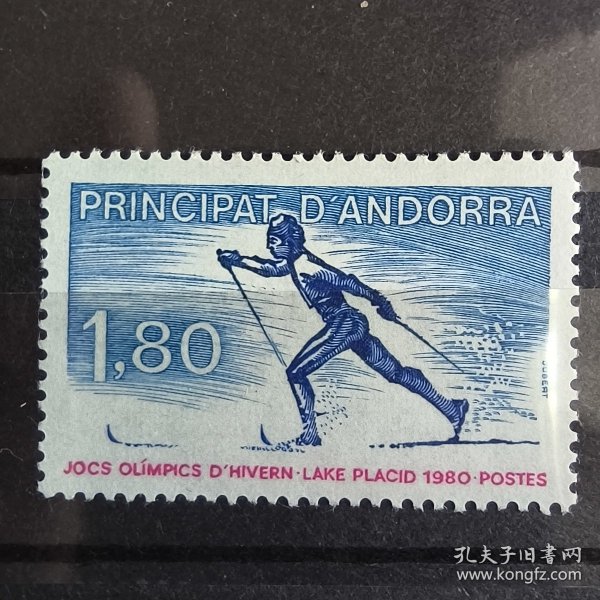 PRINCIPAT D'ANDORRA
1,80
JOCS OLÍMPICS D'HIVERN·LAKE PLACID 1980·POSTES
孔夫子旧书网
www.kongfz.com